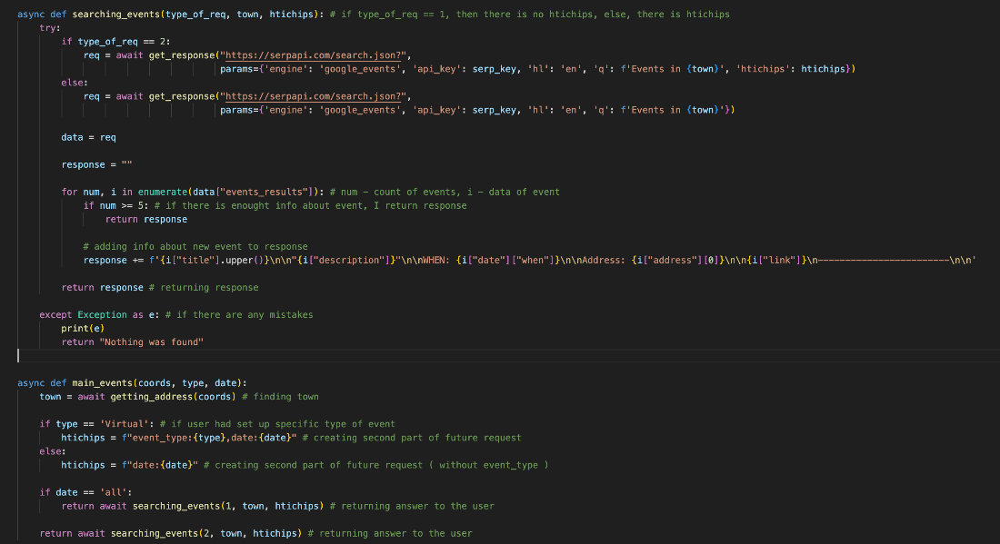 async def searching_events(type_of_req, town, htichips): # if type_of_req == 1, then there is no htichips, else, there is htichips
    try:
        if type_of_req == 2:
            req = await get_response("https://serpapi.com/search.json?",
                                     params={'engine': 'google_events', 'api_key': serp_key, 'hl': 'en', 'q': f'Events in {town}', 'htichips': htichips})
        else:
            req = await get_response("https://serpapi.com/search.json?",
                                     params={'engine': 'google_events', 'api_key': serp_key, 'hl': 'en', 'q': f'Events in {town}'})

        data = req

        response = ""

        for num, i in enumerate(data["events_results"]): # num - count of events, i - data of event
            if num >= 5: # if there is enought info about event, I return response
                return response

            # adding info about new event to response
            response += f'{i["title"].upper()}\n\n"{i["description"]}"\n\nWHEN: {i["date"]["when"]}\n\nAddress: {i["address"][0]}\n\n{i["link"]}\n------------------------\n\n'

        return response # returning response

    except Exception as e: # if there are any mistakes
        print(e)
        return "Nothing was found"

async def main_events(coords, type, date):
    town = await getting_address(coords) # finding town

    if type == 'Virtual': # if user had set up specific type of event
        htichips = f"event_type:{type},date:{date}" # creating second part of future request
    else:
        htichips = f"date:{date}" # creating second part of future request ( without event_type )

    if date == 'all':
        return await searching_events(1, town, htichips) # returning answer to the user

    return await searching_events(2, town, htichips) # returning answer to the user